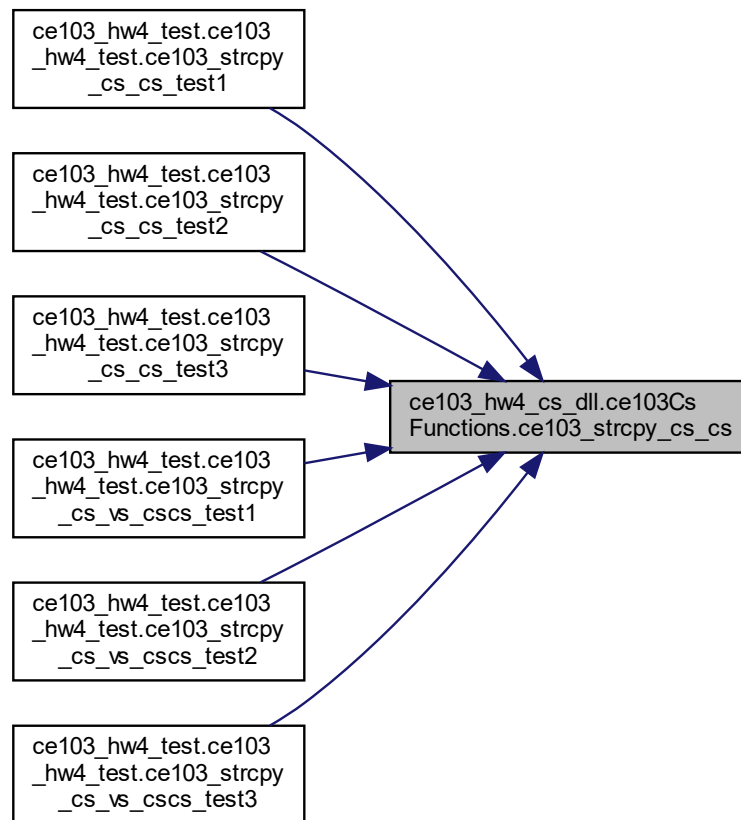 ce103_hw4_test.ce103
_hw4_test.ce103_strcpy
_cs_cs_test1
ce103_hw4_test.ce103
_hw4_test.ce103_strcpy
_cs_cs_test2
ce103_hw4_test.ce103
_hw4_test.ce103_strcpy
_cs_cs_test3
ce103_hw4_cs_dll.ce103Cs
Functions.ce103_strcpy_cs_cs
ce103_hw4_test.ce103
_hw4_test.ce103_strcpy
_cs_vs_cscs_test1
ce103_hw4_test.ce103
_hw4_test.ce103_strcpy
_cs_vs_cscs_test2
ce103_hw4_test.ce103
_hw4_test.ce103_strcpy
_cs_vs_cscs_test3